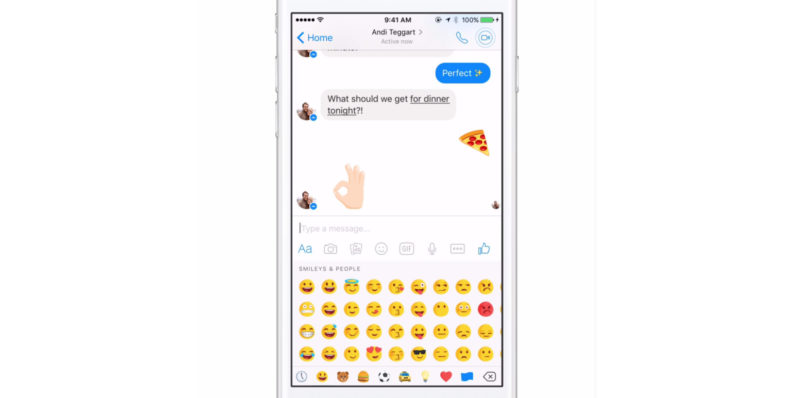 9:41 AM
100%
Home
Andi Teggart
Active now
Perfect
What should we get for dinner
tonight?!
Type a message...
Aa
GIF
SMILEYS & PEOPLE